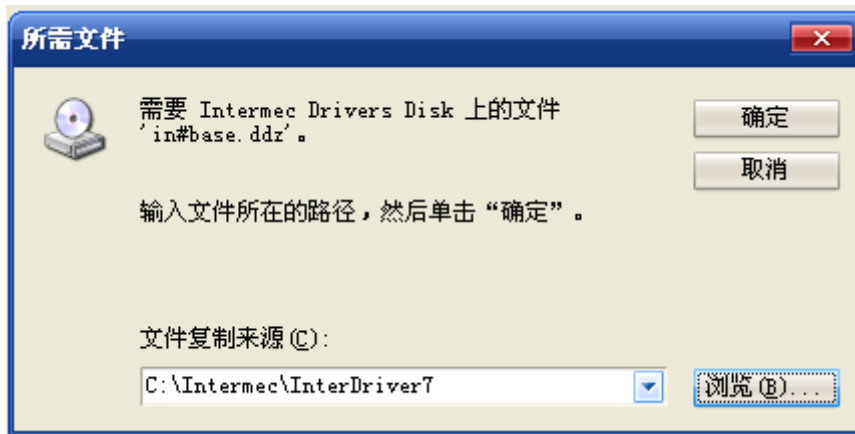 所需文件
需要 Intermec Drivers Disk 上的文件
'in#base.ddz'。
确定
取消
输入文件所在的路径，然后单击“确定”。
文件复制来源(C):
C:\Intermec\InterDriver7
浏览(B)...